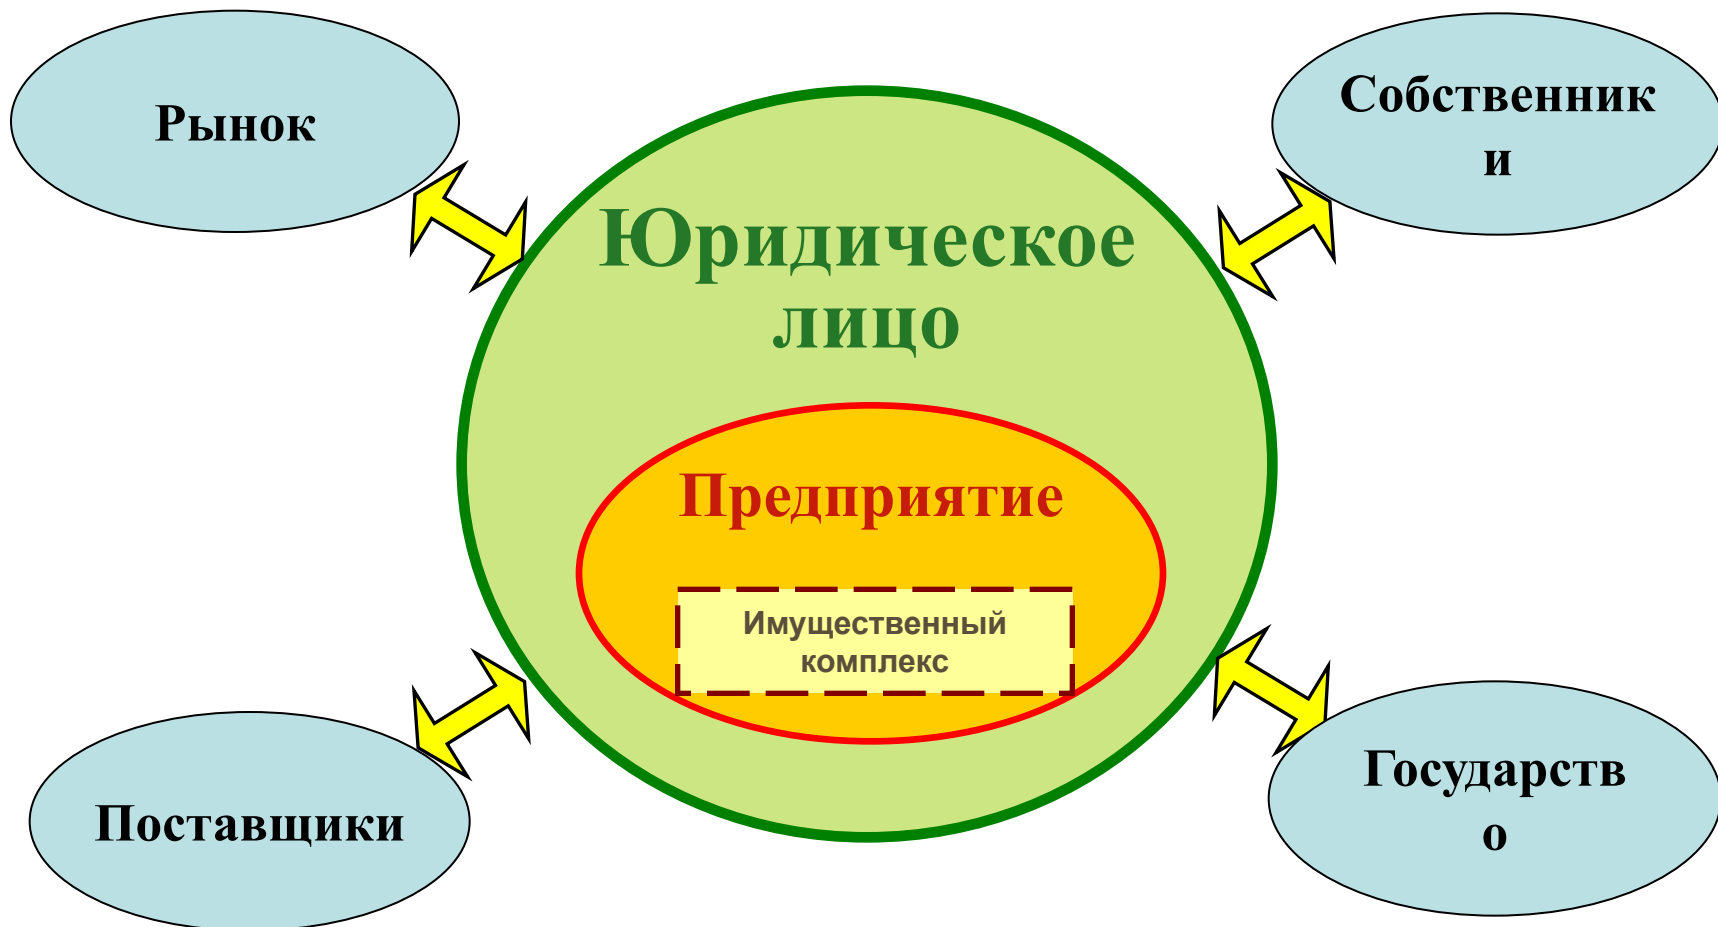 Рынок
Собственник
и
Юридическое
лицо
Предприятие
Имущественный
комплекс
Поставщики
Государств
о